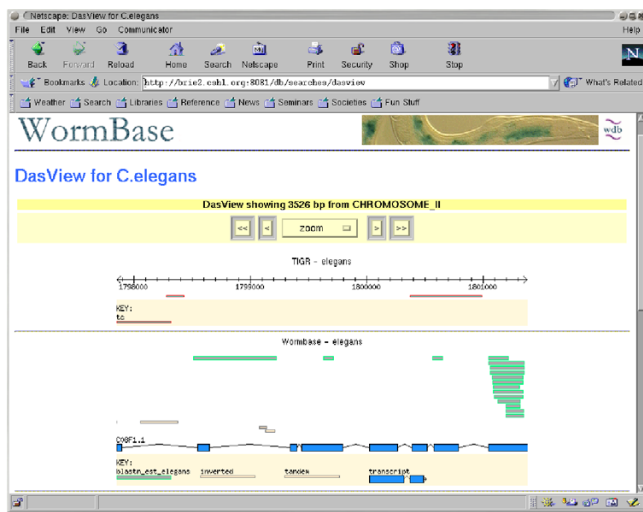 Netscape: DasView for C.elegans
File Edit View Go Communicator Help
Back Forward Reload Home Search Netscape Print Security Shop Stop
Bookmarks Location: http://brie2.cshl.org:8081/db/searches/dasview What's Related
Weather Search Libraries Reference News Seminars Societies Fun Stuff
WormBase
wdb
DasView for C.elegans
DasView showing 3526 bp from CHROMOSOME_II
<< < zoom > >>
TIGR - elegans
1798000 1799000 1800000 1801000
KEY:
tc
Wormbase - elegans
KEY:
blastn_est_elegans inverted tandem transcript